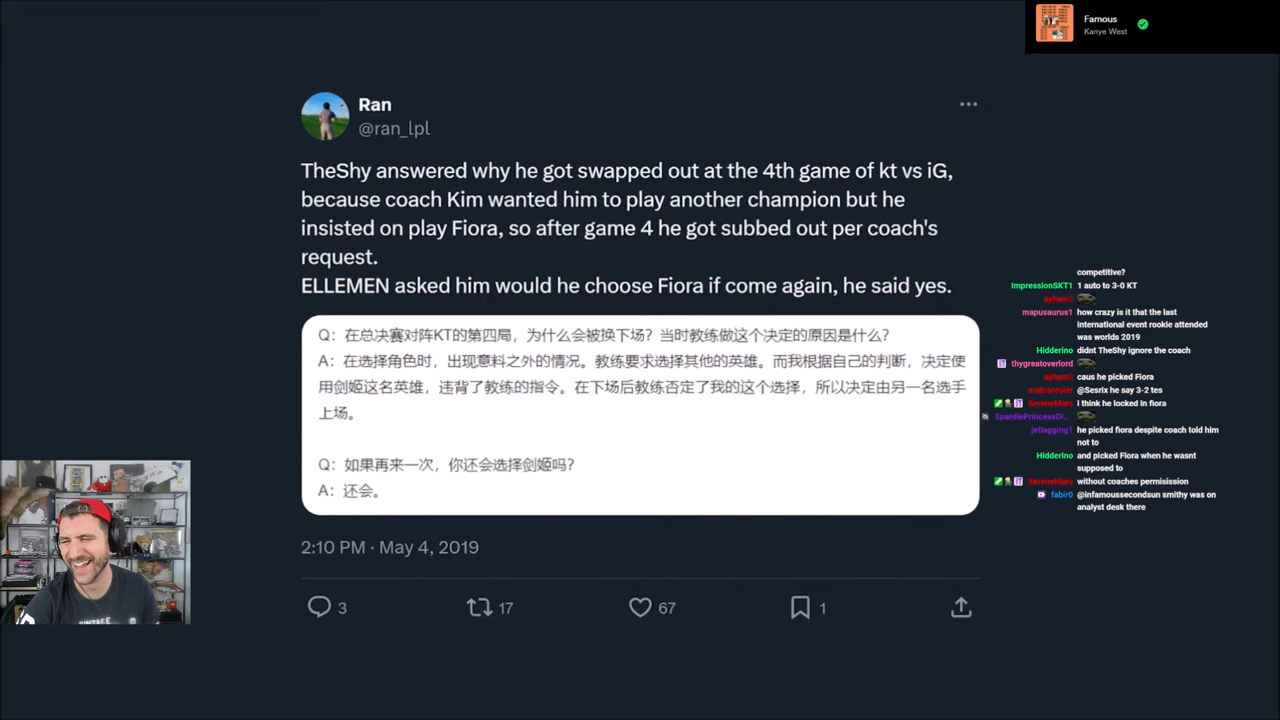 Famous
Kanye West
Ran
@ran_lpl
TheShy answered why he got swapped out at the 4th game of kt vs iG,
because coach Kim wanted him to play another champion but he
insisted on play Fiora, so after game 4 he got subbed out per coach's
request.
ELLEMEN asked him would he choose Fiora if come again, he said yes.
Q：在总决赛对阵KT的第四局，为什么会被换下场？当时教练做这个决定的原因是什么？
A：在选择角色时，出现意料之外的情况。教练要求选择其他的英雄。而我根据自己的判断，决定使
用剑姬这名英雄，违背了教练的指令。在下场后教练否定了我的这个选择，所以决定由另一名选手
上场。
Q：如果再来一次，你还会选择剑姬吗？
A：还会。
2:10 PM · May 4, 2019
3
17
67
1
competitive?
ImpressionSKT1 1 auto to 3-0 KT
ayhamii
mapusaurus1 how crazy is it that the last
international event rookie attended
was worlds 2019
Hidderino didnt TheShy ignore the coach
thygreatoverlord
ayhamii caus he picked Fiora
arabianruler @Sesrix he say 3-2 tes
SereneMars i think he locked in fiora
SpardiePrincessDi...
jetlagging1 he picked fiora despite coach told him
not to
Hidderino and picked Fiora when he wasnt
supposed to
SereneMars without coaches permisission
fabir0 @infamoussecondsun smithy was on
analyst desk there